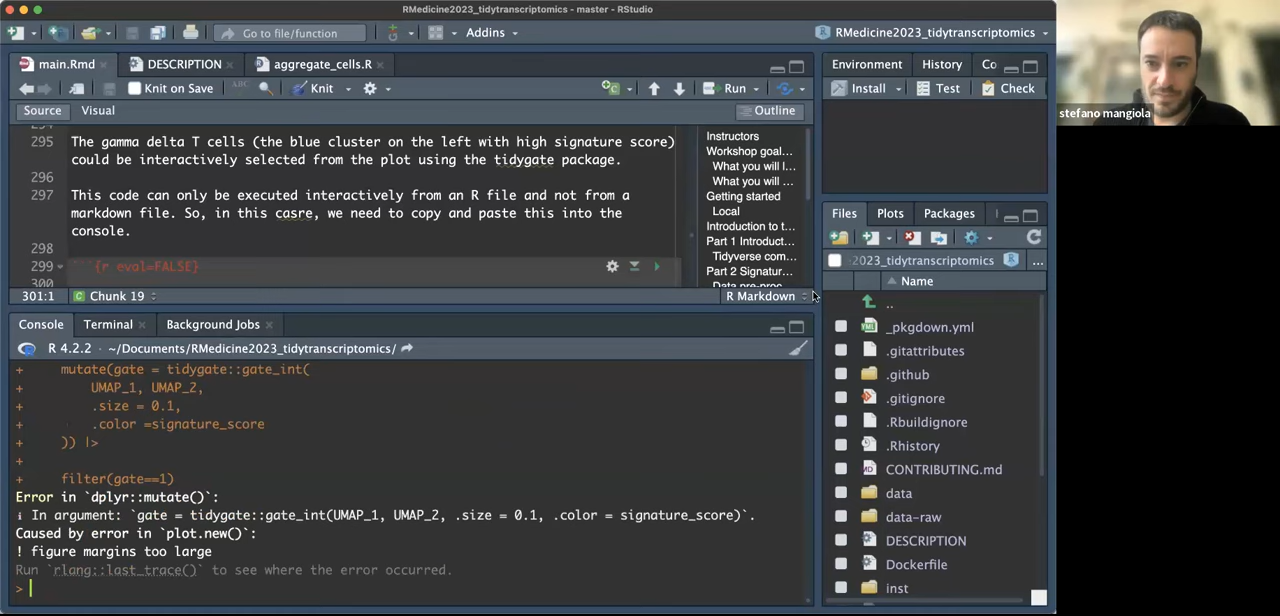 RMedicine2023_tidytranscriptomics - master - RStudio
Go to file/function
Addins
RMedicine2023_tidytranscriptomics
main.Rmd
DESCRIPTION
aggregate_cells.R
Environment
History
Co
Knit on Save
ABC
Knit
Run
Install
Test
Check
Source
Visual
Outline
295 The gamma delta T cells (the blue cluster on the left with high signature score)
could be interactively selected from the plot using the tidygate package.
296
297 This code can only be executed interactively from an R file and not from a
markdown file. So, in this casre, we need to copy and paste this into the
console.
298
299 ```{r eval=FALSE}
300
301:1
Chunk 19
R Markdown
Instructors
Workshop goal...
What you will l...
What you will ...
Getting started
Local
Introduction to t...
Part 1 Introduct...
Tidyverse com...
Part 2 Signatur...
Data pre-proc...
Console
Terminal
Background Jobs
R 4.2.2 · ~/Documents/RMedicine2023_tidytranscriptomics/
+ mutate(gate = tidygate::gate_int(
+ UMAP_1, UMAP_2,
+ .size = 0.1,
+ .color =signature_score
+ )) |>
+
+ filter(gate==1)
Error in `dplyr::mutate()`:
ℹ In argument: `gate = tidygate::gate_int(UMAP_1, UMAP_2, .size = 0.1, .color = signature_score)`.
Caused by error in `plot.new()`:
! figure margins too large
Run `rlang::last_trace()` to see where the error occurred.
>
Files
Plots
Packages
2023_tidytranscriptomics
...
Name
..
_pkgdown.yml
.gitattributes
.github
.gitignore
.Rbuildignore
.Rhistory
CONTRIBUTING.md
data
data-raw
DESCRIPTION
Dockerfile
inst
stefano mangiola